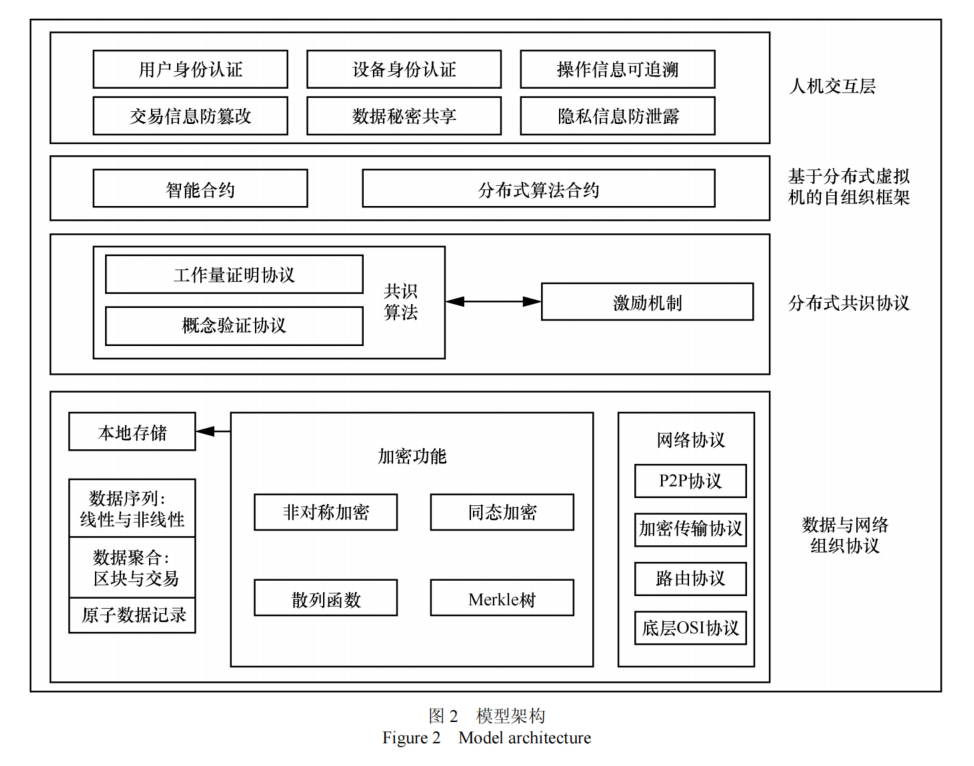 用户身份认证
设备身份认证
操作信息可追溯
交易信息防篡改
数据秘密共享
隐私信息防泄露
人机交互层
智能合约
分布式算法合约
基于分布式虚拟
机的自组织框架
工作量证明协议
概念验证协议
共识
算法
激励机制
分布式共识协议
本地存储
数据序列：
线性与非线性
数据聚合：
区块与交易
原子数据记录
加密功能
非对称加密
同态加密
散列函数
Merkle树
网络协议
P2P协议
加密传输协议
路由协议
底层OSI协议
数据与网络
组织协议
图 2 模型架构
Figure 2 Model architecture